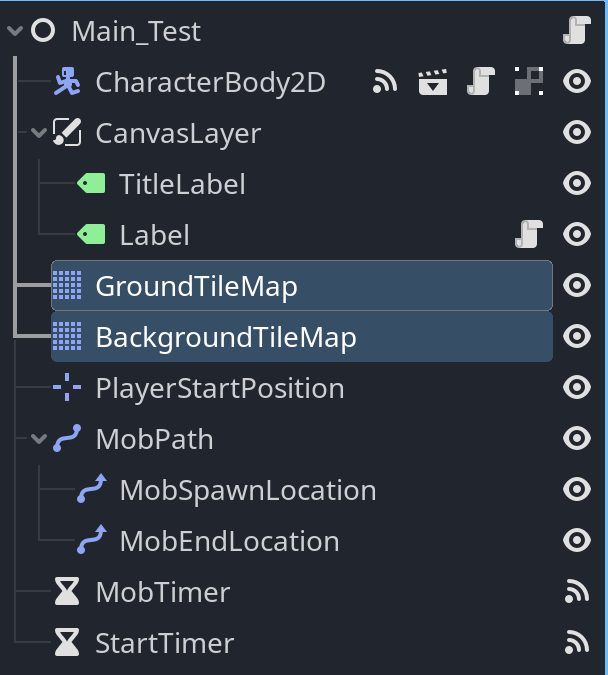 Main_Test
CharacterBody2D
CanvasLayer
TitleLabel
Label
GroundTileMap
BackgroundTileMap
PlayerStartPosition
MobPath
MobSpawnLocation
MobEndLocation
MobTimer
StartTimer